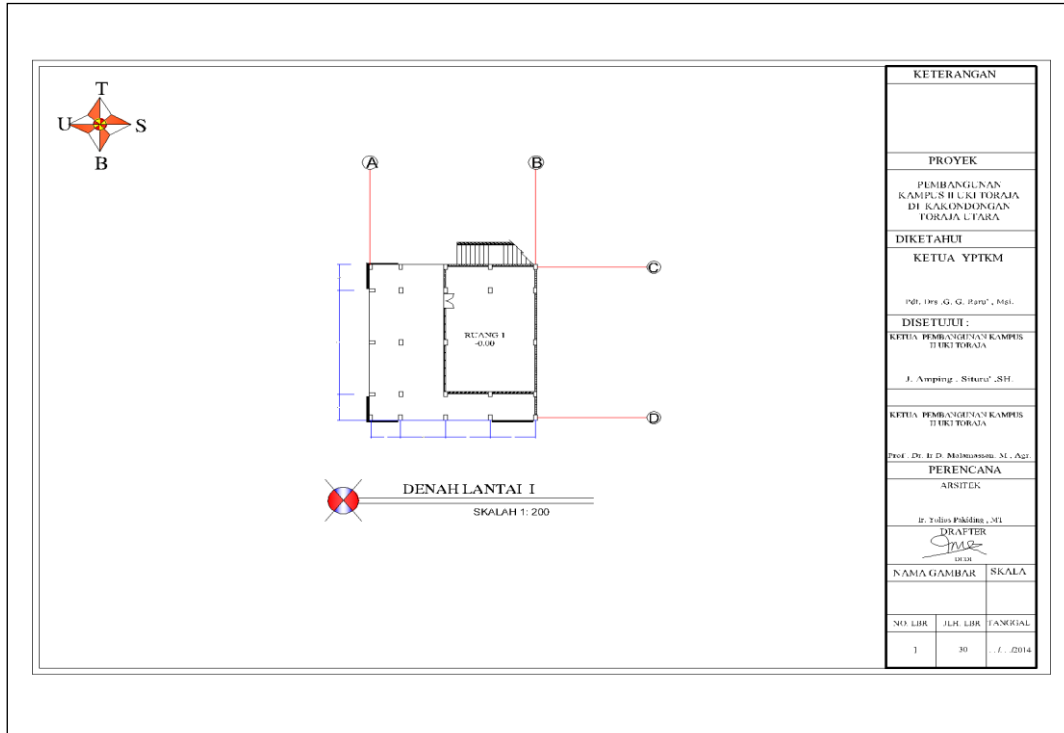 T
U S
B
A B
C
RUANG 1
-0.00
D
DENAH LANTAI I
SKALAH 1: 200
KETERANGAN
PROYEK
PEMBANGUNAN
KAMPUS II UKI TORAJA
DI KAKONDONGAN
TORAJA UTARA
DIKETAHUI
KETUA YPTKM
Pdt. Drs .G. G. , Msi.
DISETUJUI :
KETUA PEMBANGUNAN KAMPUS
II UKI TORAJA
J. Amping . Situru' ,SH.
KETUA PEMBANGUNAN KAMPUS
II UKI TORAJA
Prof . Dr. Ir D. M , Agr.
PERENCANA
ARSITEK
Ir. Yulius Pakiding , MT
DRAFTER
NAMA GAMBAR SKALA
NO. LBR JLH. LBR TANGGAL
1 30 . . /. . ./2014